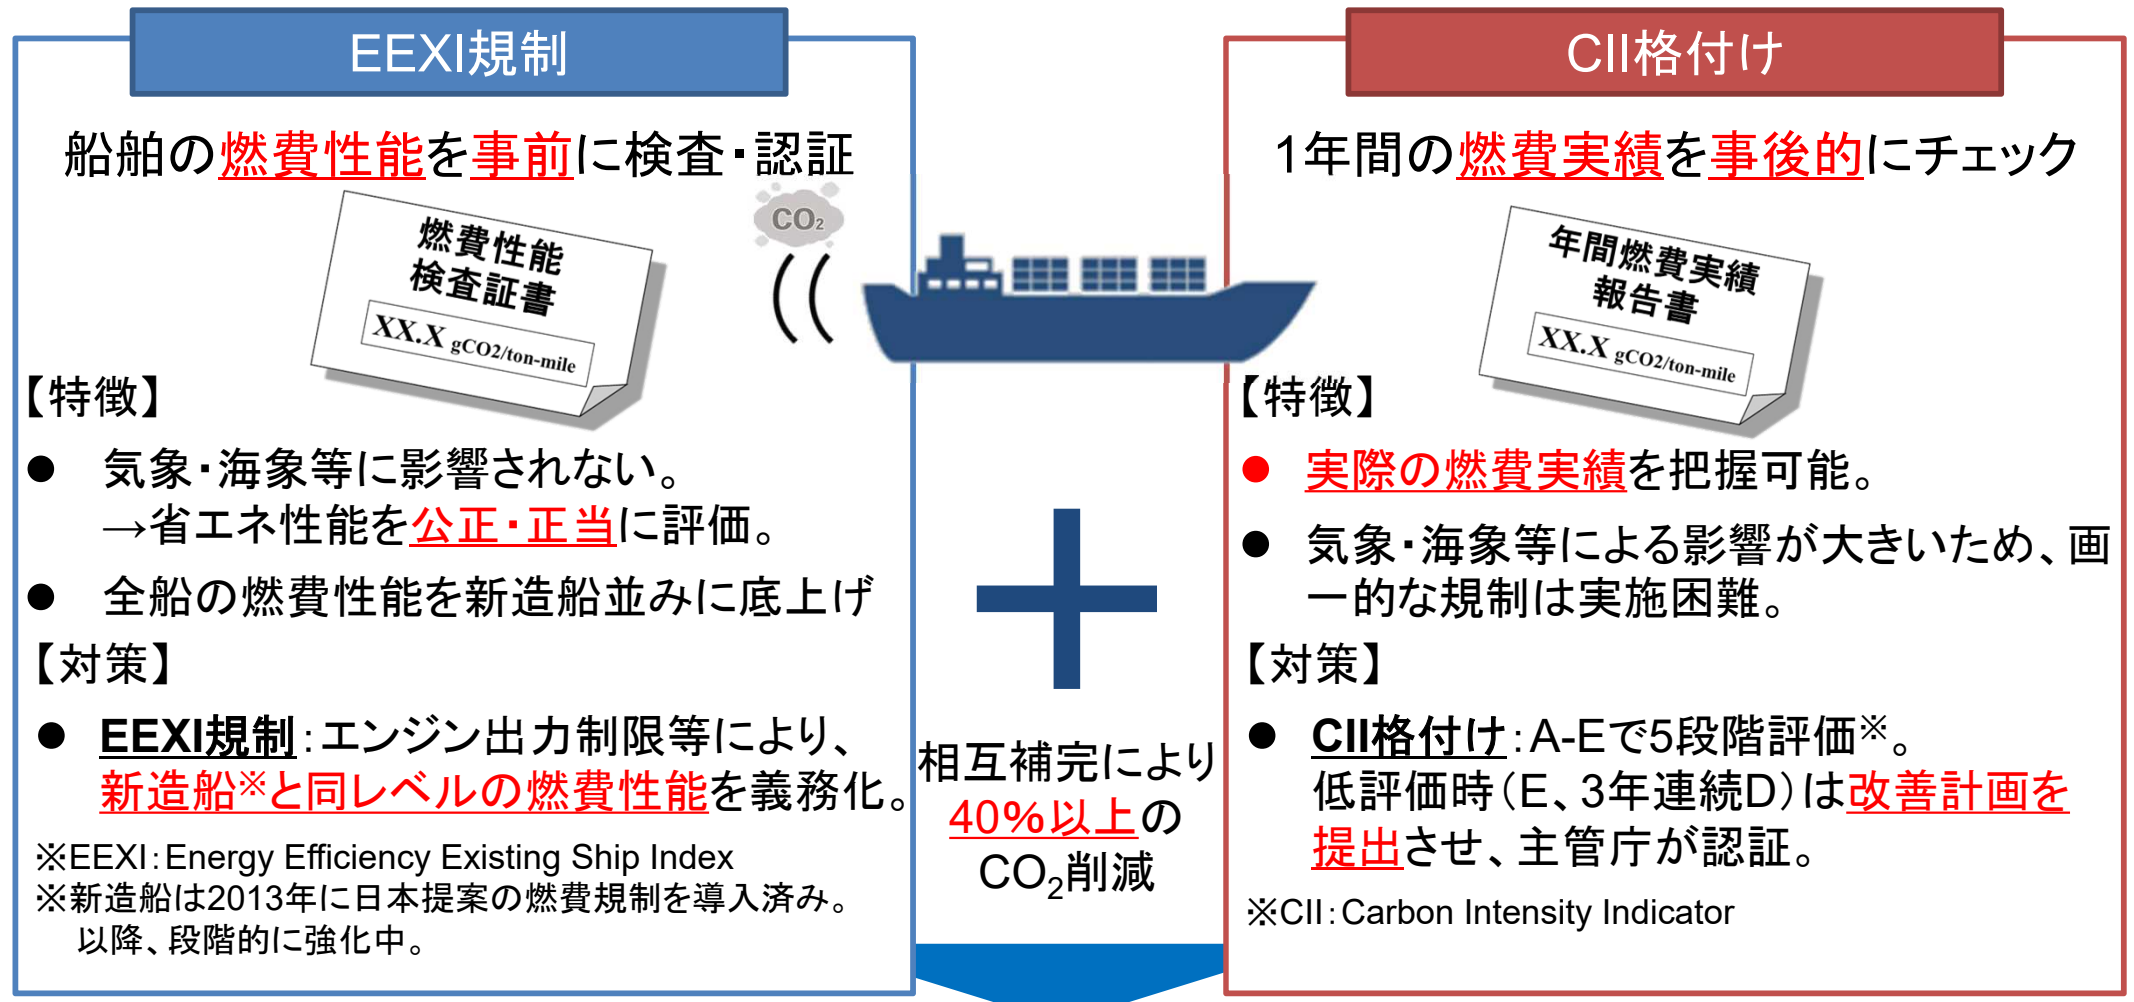 EEXI規制
船舶の燃費性能を事前に検査・認証
燃費性能
検査証書
XX.X gCO2/ton-mile
CO₂
【特徴】
● 気象・海象等に影響されない。
→省エネ性能を公正・正当に評価。
● 全船の燃費性能を新造船並みに底上げ
【対策】
● EEXI規制：エンジン出力制限等により、
新造船※と同レベルの燃費性能を義務化。
※EEXI：Energy Efficiency Existing Ship Index
※新造船は2013年に日本提案の燃費規制を導入済み。
以降、段階的に強化中。
相互補完により
40%以上の
CO₂削減
CII格付け
1年間の燃費実績を事後的にチェック
年間燃費実績
報告書
XX.X gCO2/ton-mile
【特徴】
● 実際の燃費実績を把握可能。
● 気象・海象等による影響が大きいため、画
一的な規制は実施困難。
【対策】
● CII格付け：A-Eで5段階評価※。
低評価時（E、3年連続D）は改善計画を
提出させ、主管庁が認証。
※CII：Carbon Intensity Indicator